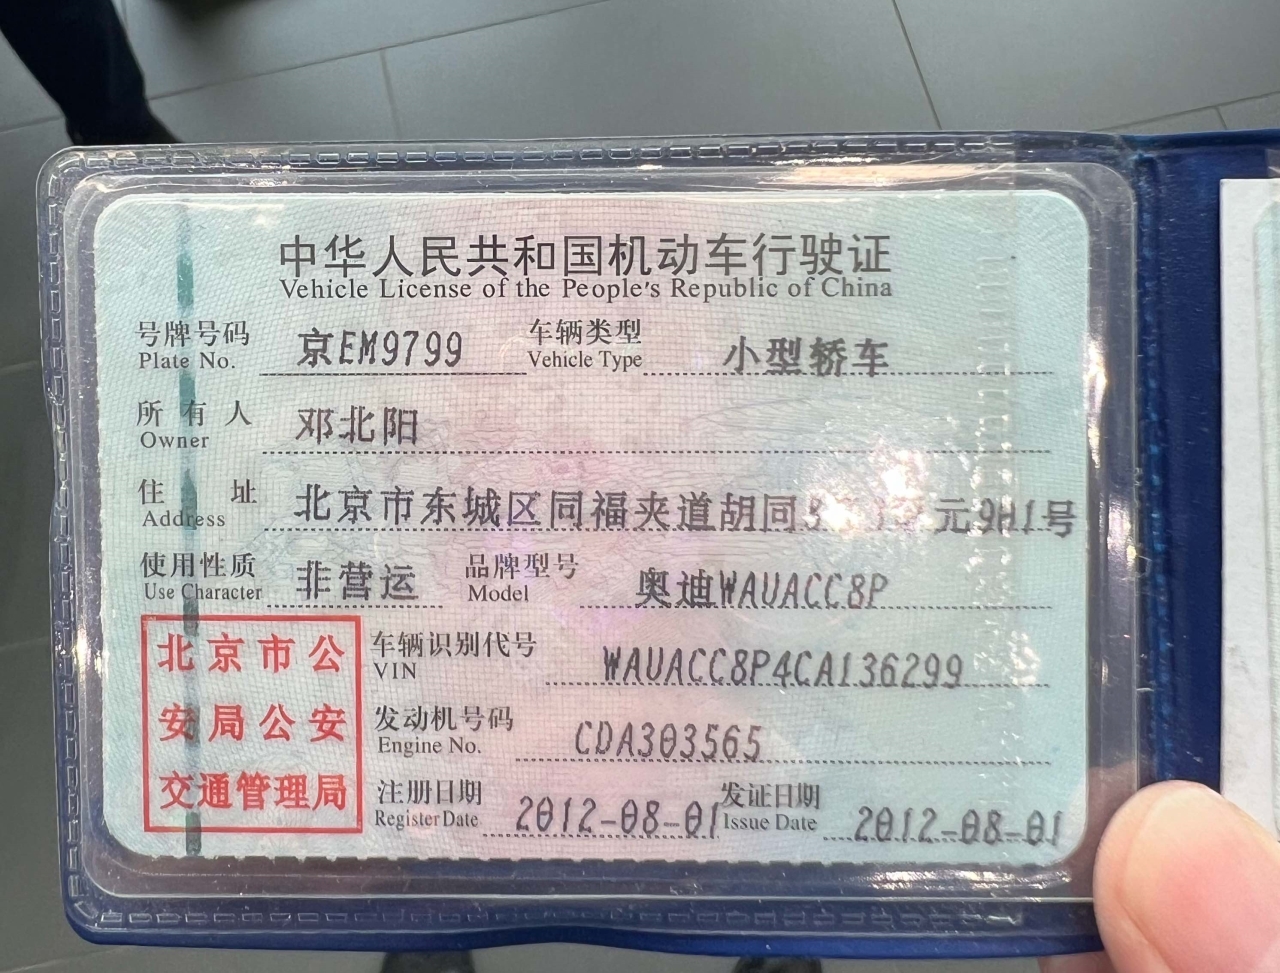 中华人民共和国机动车行驶证
Vehicle License of the People's Republic of China
号牌号码 京EM9799 车辆类型 小型轿车
Plate No. Vehicle Type
所有人 邓北阳
Owner
住址 北京市东城区同福夹道胡同 元9H1号
Address
使用性质 非营运 品牌型号 奥迪WAUACC8P
Use Character Model
车辆识别代号 WAUACC8P4CA136299
VIN
发动机号码 CDA303565
Engine No.
注册日期 2012-08-01 发证日期 2012-08-01
Register Date Issue Date
北京市公
安局公安
交通管理局